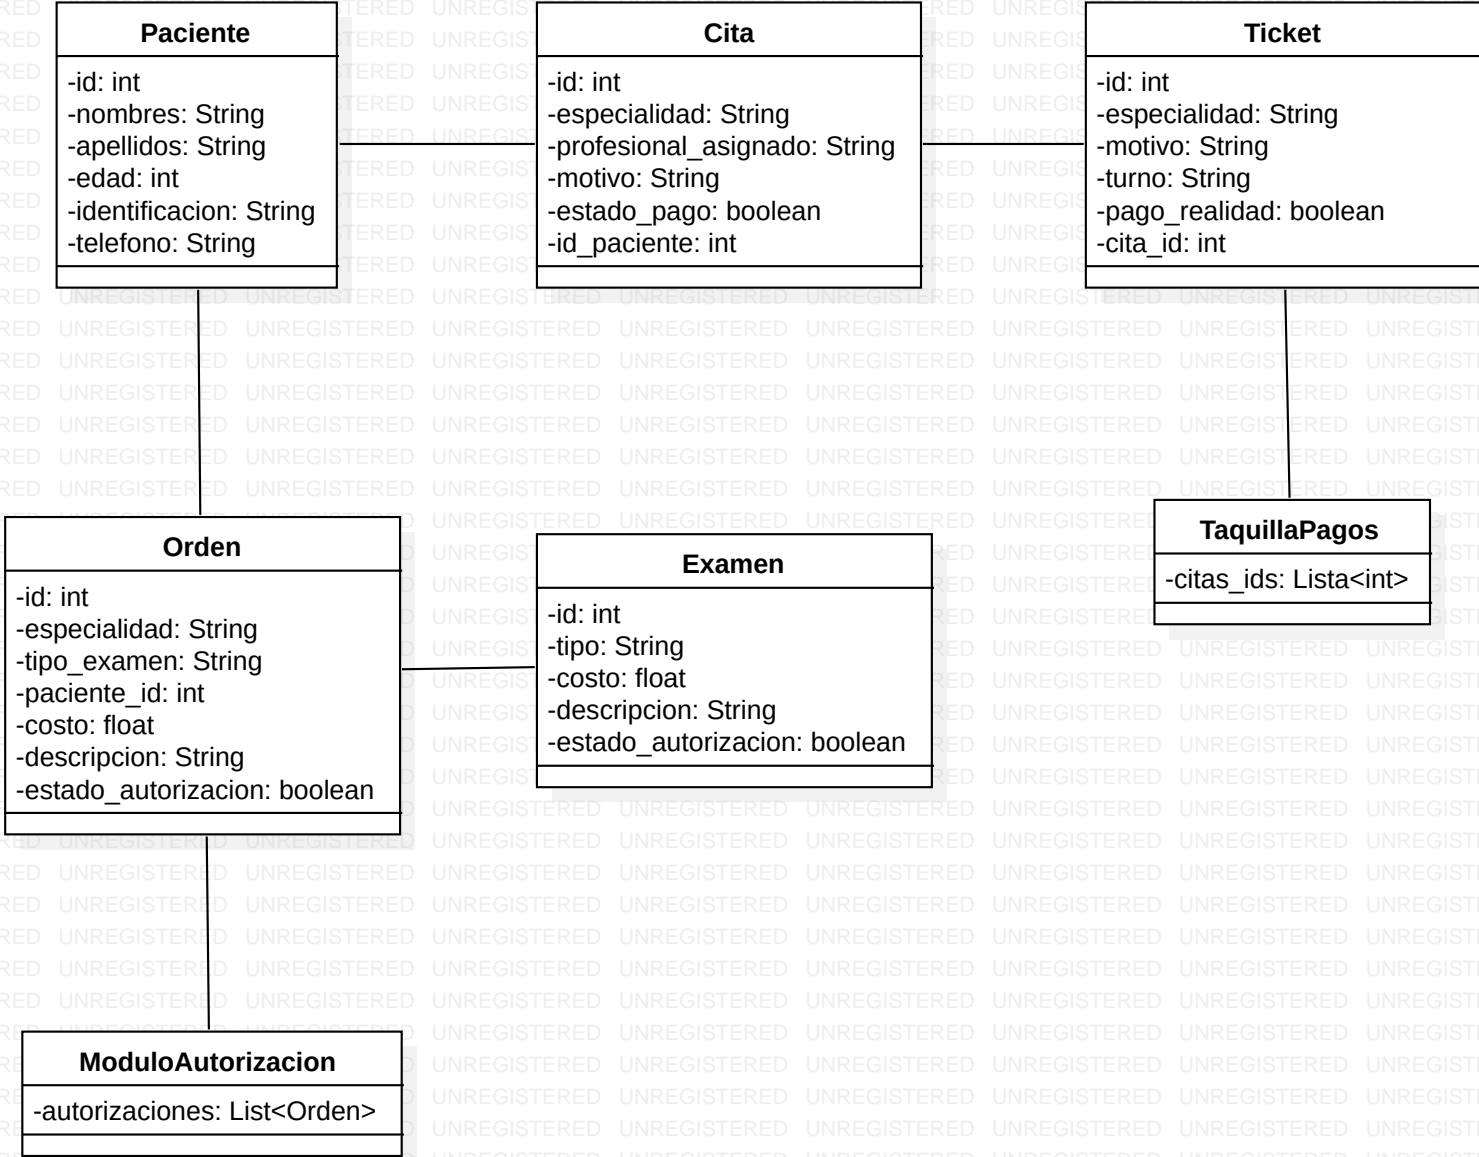 Paciente
-id: int
-nombres: String
-apellidos: String
-edad: int
-identificacion: String
-telefono: String
Cita
-id: int
-especialidad: String
-profesional_asignado: String
-motivo: String
-estado_pago: boolean
-id_paciente: int
Ticket
-id: int
-especialidad: String
-motivo: String
-turno: String
-pago_realidad: boolean
-cita_id: int
Orden
-id: int
-especialidad: String
-tipo_examen: String
-paciente_id: int
-costo: float
-descripcion: String
-estado_autorizacion: boolean
Examen
-id: int
-tipo: String
-costo: float
-descripcion: String
-estado_autorizacion: boolean
TaquillaPagos
-citas_ids: Lista<int>
ModuloAutorizacion
-autorizaciones: List<Orden>
UNREGISTERED